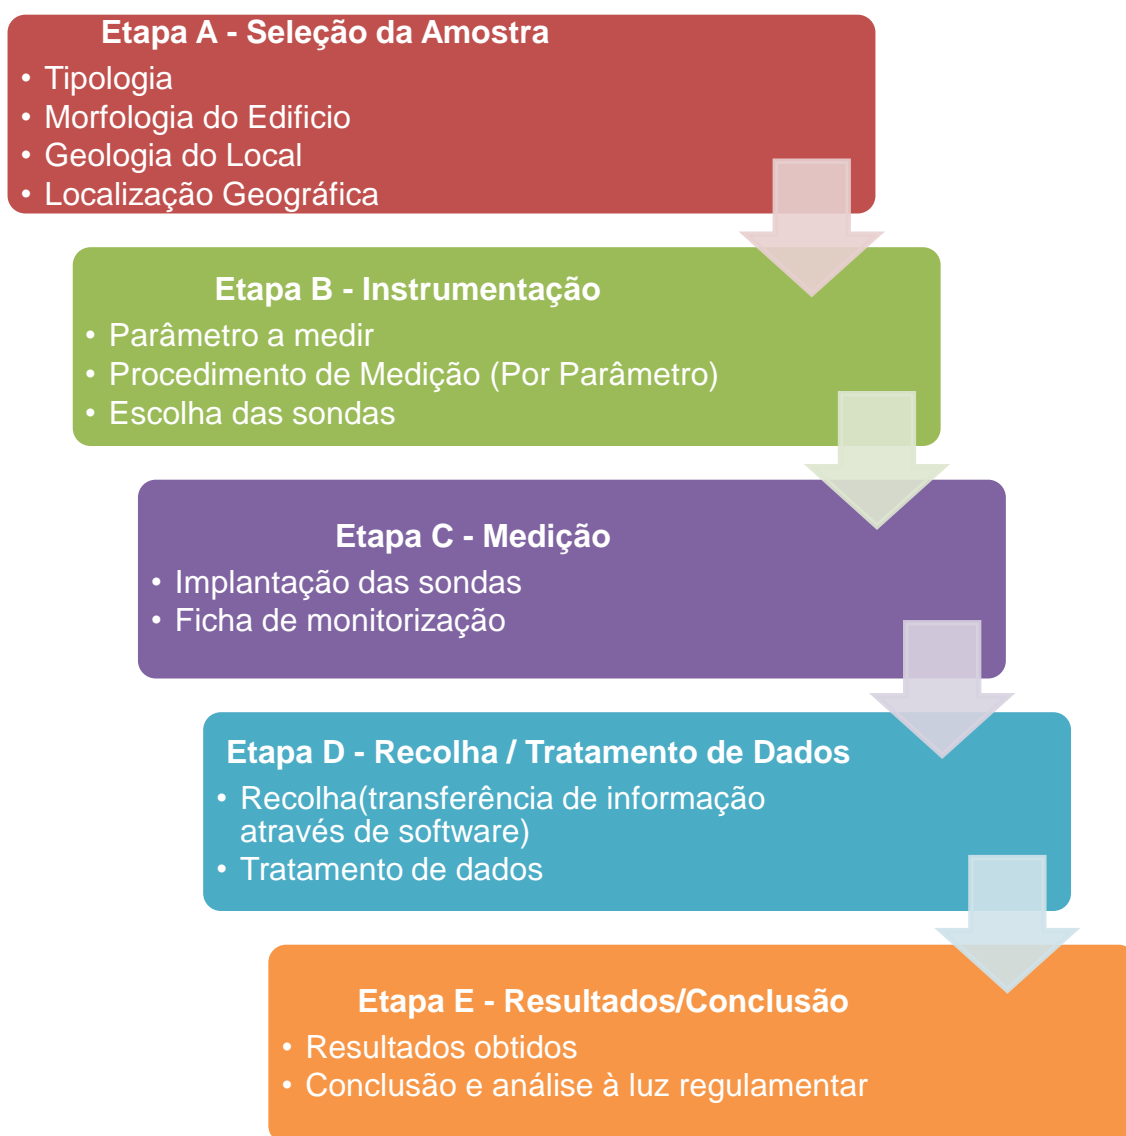 Etapa A - Seleção da Amostra
• Tipologia
• Morfologia do Edificio
• Geologia do Local
• Localização Geográfica
Etapa B - Instrumentação
• Parâmetro a medir
• Procedimento de Medição (Por Parâmetro)
• Escolha das sondas
Etapa C - Medição
• Implantação das sondas
• Ficha de monitorização
Etapa D - Recolha / Tratamento de Dados
• Recolha(transferência de informação
através de software)
• Tratamento de dados
Etapa E - Resultados/Conclusão
• Resultados obtidos
• Conclusão e análise à luz regulamentar